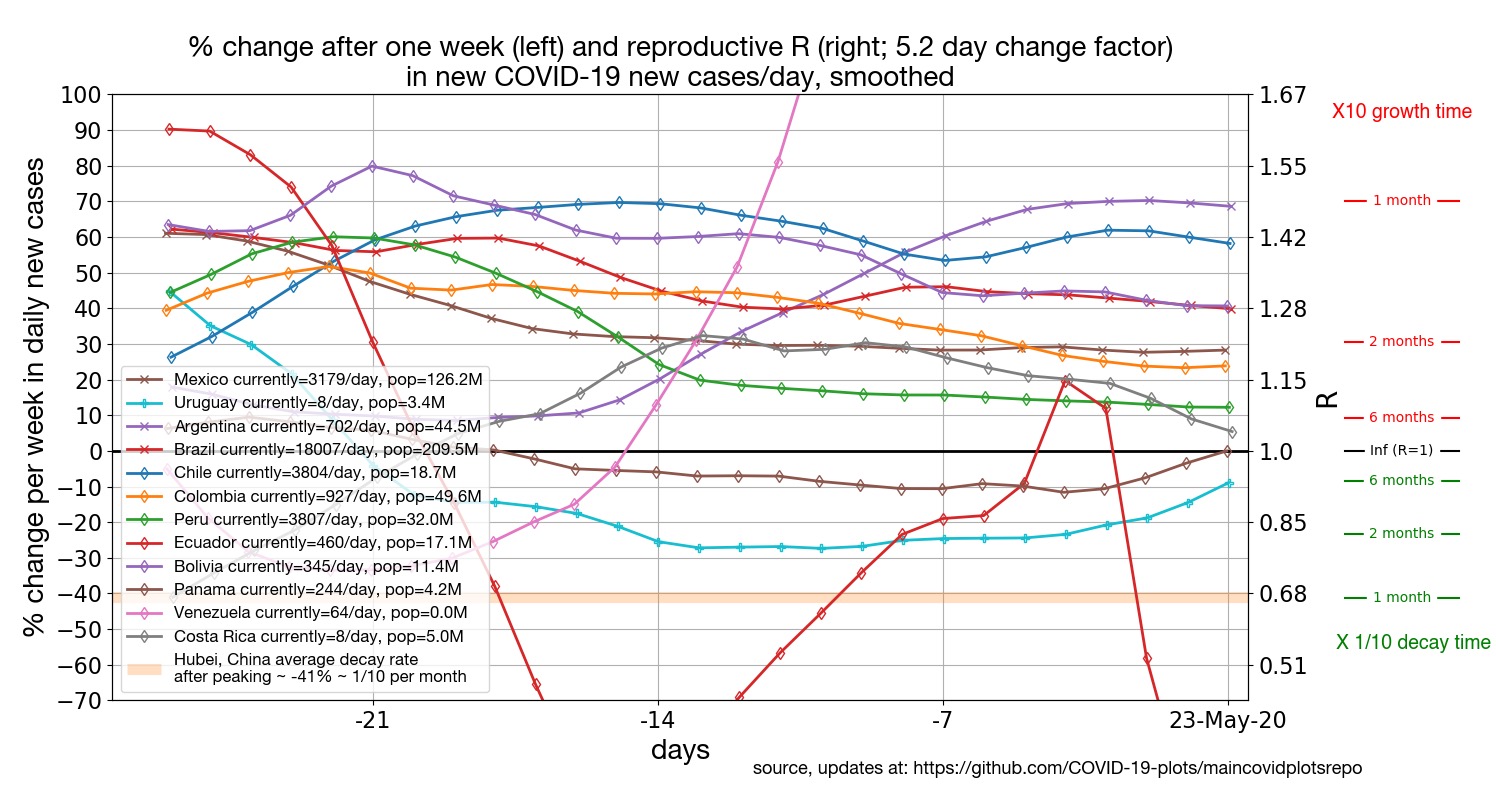 % change after one week (left) and reproductive R (right; 5.2 day change factor)
in new COVID-19 new cases/day, smoothed
% change per week in daily new cases
100
90
80
70
60
50
40
30
20
10
0
−10
−20
−30
−40
−50
−60
−70
Mexico currently=3179/day, pop=126.2M
Uruguay currently=8/day, pop=3.4M
Argentina currently=702/day, pop=44.5M
Brazil currently=18007/day, pop=209.5M
Chile currently=3804/day, pop=18.7M
Colombia currently=927/day, pop=49.6M
Peru currently=3807/day, pop=32.0M
Ecuador currently=460/day, pop=17.1M
Bolivia currently=345/day, pop=11.4M
Panama currently=244/day, pop=4.2M
Venezuela currently=64/day, pop=0.0M
Costa Rica currently=8/day, pop=5.0M
Hubei, China average decay rate
after peaking ~ -41% ~ 1/10 per month
-21
-14
-7
23-May-20
days
1.67
1.55
1.42
1.28
1.15
1.0
0.85
0.68
0.51
R
X10 growth time
1 month
2 months
6 months
Inf (R=1)
6 months
2 months
1 month
X 1/10 decay time
source, updates at: https://github.com/COVID-19-plots/maincovidplotsrepo